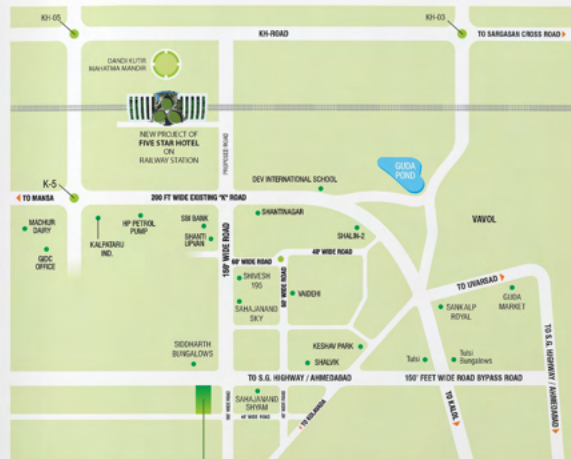 KH-05
KH-03
KH-ROAD
TO SARGASAN CROSS ROAD
DANDI KUTIR
MAHATMA MANDIR
NEW PROJECT OF
FIVE STAR HOTEL
ON
RAILWAY STATION
PROPOSED ROAD
GUDA
POND
DEV INTERNATIONAL SCHOOL
K-5
TO MANSA
200 FT WIDE EXISTING "K" ROAD
MADHUR
DAIRY
GIDC
OFFICE
KALPATARU
IND.
HP PETROL
PUMP
SBI BANK
SHANTI
UPVAN
SHANTINAGAR
SHALIN-2
VAVOL
150' WIDE ROAD
60' WIDE ROAD
40' WIDE ROAD
60' WIDE ROAD
SHIVESH
195
VAIDEHI
SAHAJANAND
SKY
TO UVARSAD
GUDA
MARKET
SANKALP
ROYAL
SIDDHARTH
BUNGALOWS
KESHAV PARK
SHALVIK
Tulsi
Tulsi
Bungalows
TO S.G. HIGHWAY / AHMEDABAD
TO S.G. HIGHWAY / AHMEDABAD
150' FEET WIDE ROAD BYPASS ROAD
SAHAJANAND
SHYAM
TO KOLAVADA
TO KALOL